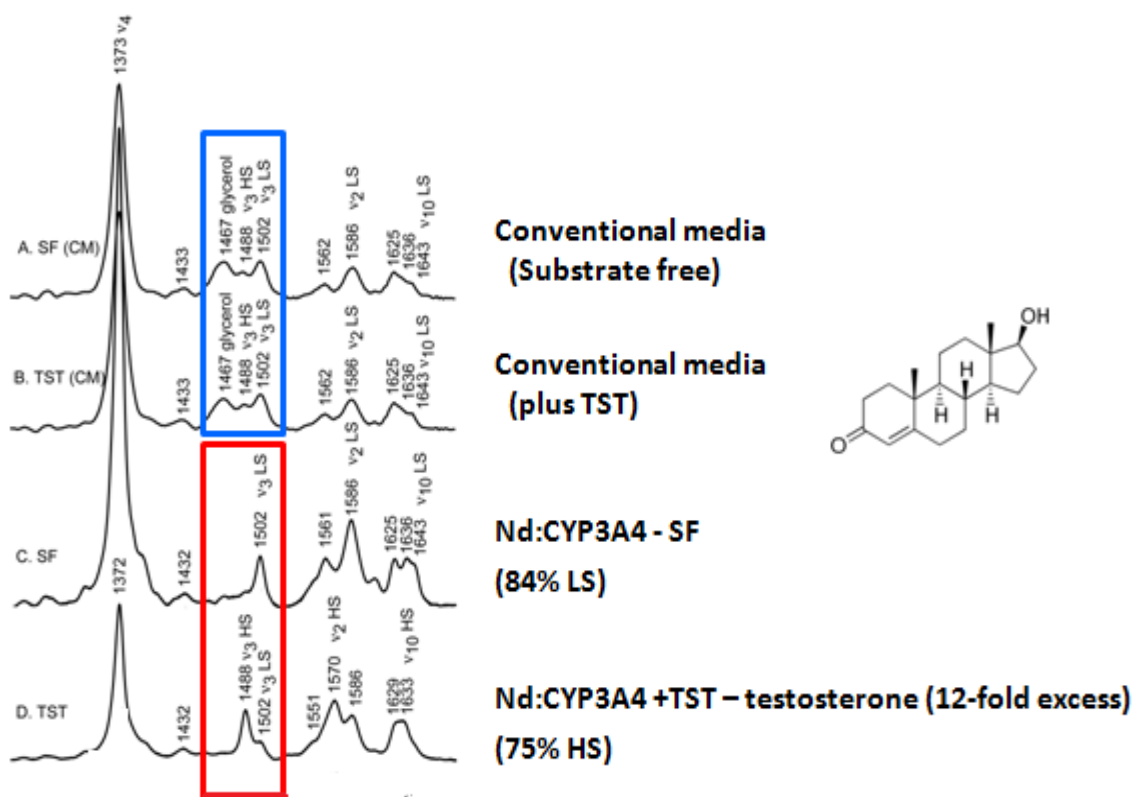 1373 ν4
A. SF (CM)
1433
1467 glycerol
1488 ν3 HS
1502 ν3 LS
1562
1586 ν2 LS
1625
1636
1643 ν10 LS
Conventional media
(Substrate free)
B. TST (CM)
1433
1467 glycerol
1488 ν3 HS
1502 ν3 LS
1562
1586 ν2 LS
1625
1636
1643 ν10 LS
Conventional media
(plus TST)
OH
H
H
H
O
C. SF
1432
1502 ν3 LS
1561
1586 ν2 LS
1625
1636
1643 ν10 LS
Nd:CYP3A4 - SF
(84% LS)
1372
D. TST
1432
1488 ν3 HS
1502 ν3 LS
1551
1570 ν2 HS
1586
1629
1633 ν10 HS
Nd:CYP3A4 +TST – testosterone (12-fold excess)
(75% HS)